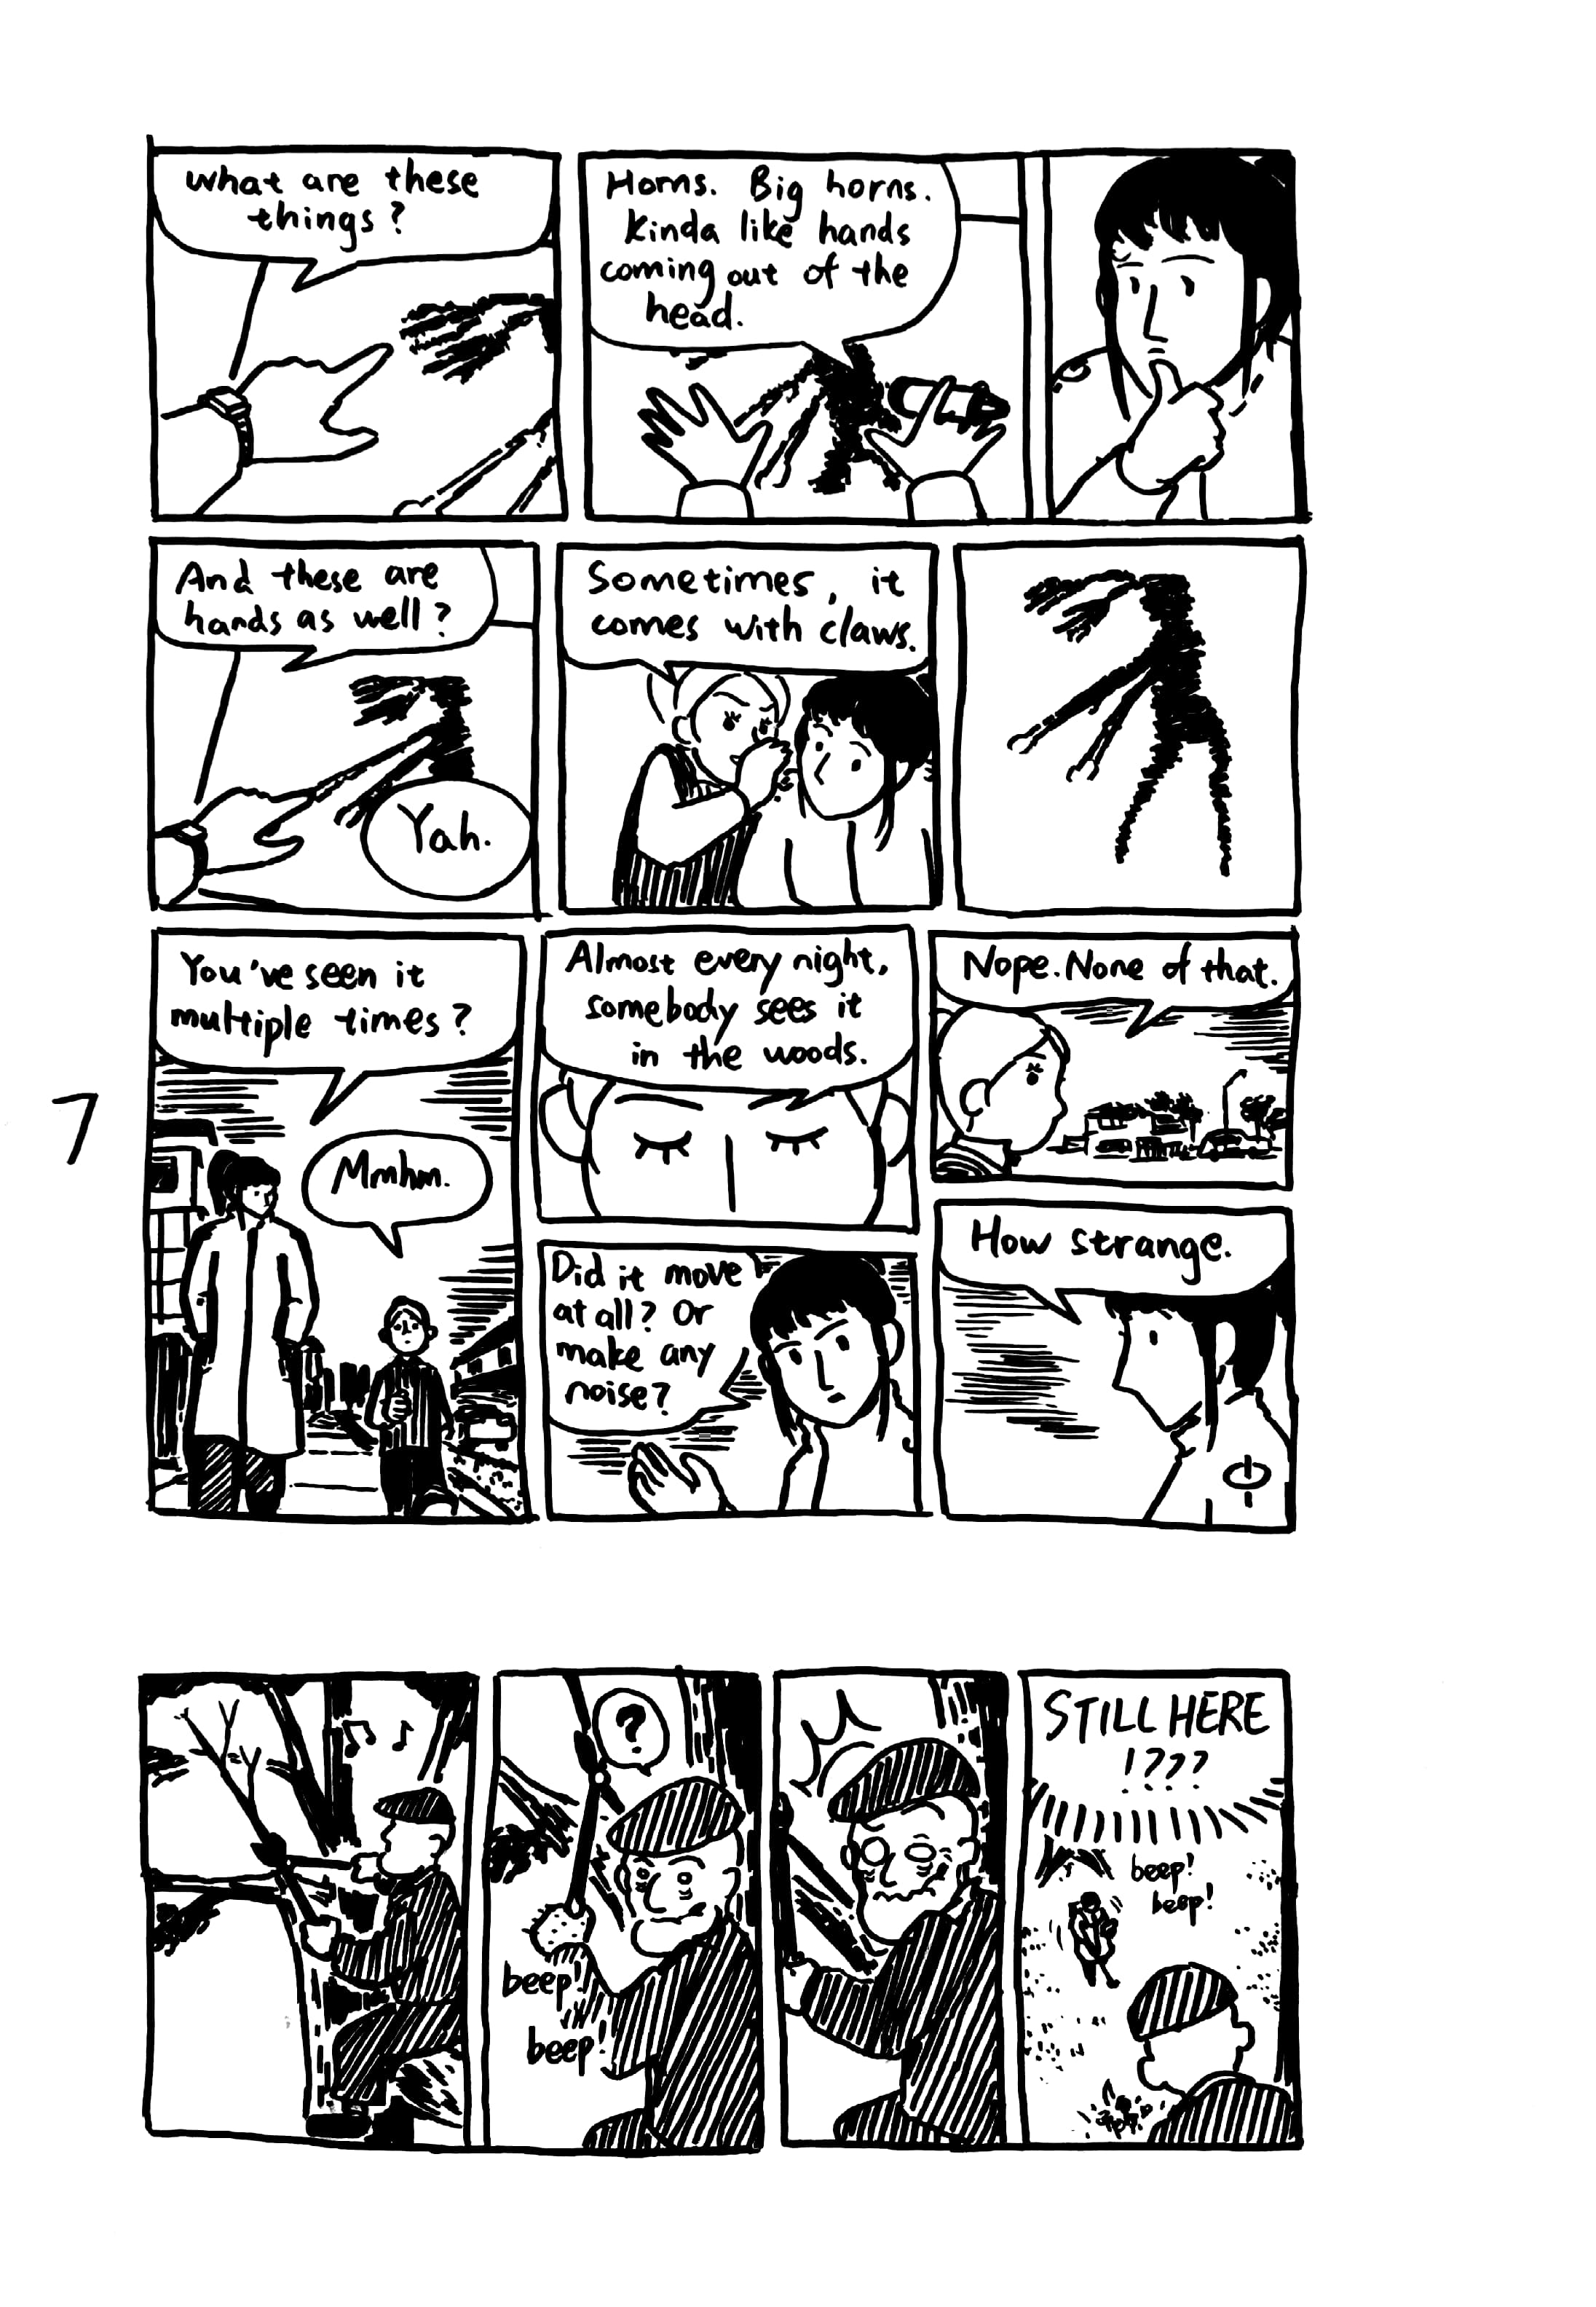 what are these
things?
Horns. Big horns.
Kinda like hands
coming out of the
head.
And these are
hands as well?
Yah.
Sometimes, it
comes with claws.
You've seen it
multiple times?
Mmhm.
Almost every night,
somebody sees it
in the woods.
Did it move
at all? Or
make any
noise?
Nope. None of that.
How strange.
7
?
beep!
beep!
STILL HERE
!???
beep!
beep!